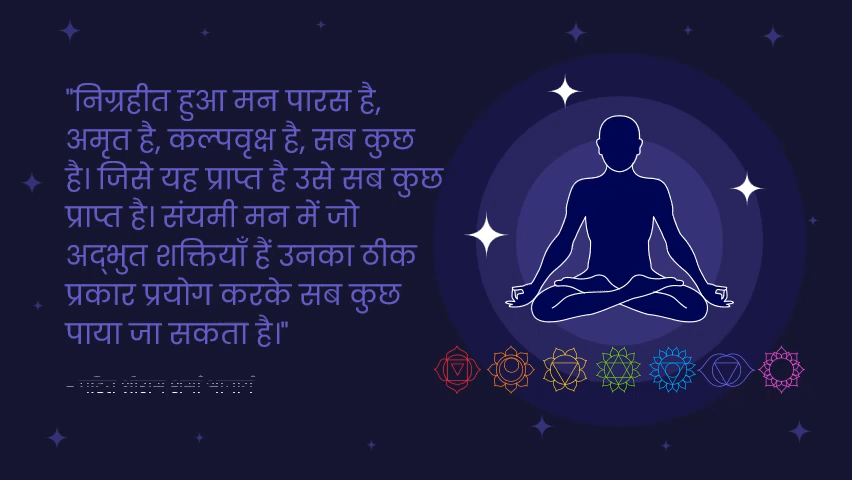 "निग्रहीत हुआ मन पारस है,
अमृत है, कल्पवृक्ष है, सब कुछ
है। जिसे यह प्राप्त है उसे सब कुछ
प्राप्त है। संयमी मन में जो
अद्भुत शक्तियाँ हैं उनका ठीक
प्रकार प्रयोग करके सब कुछ
पाया जा सकता है।"